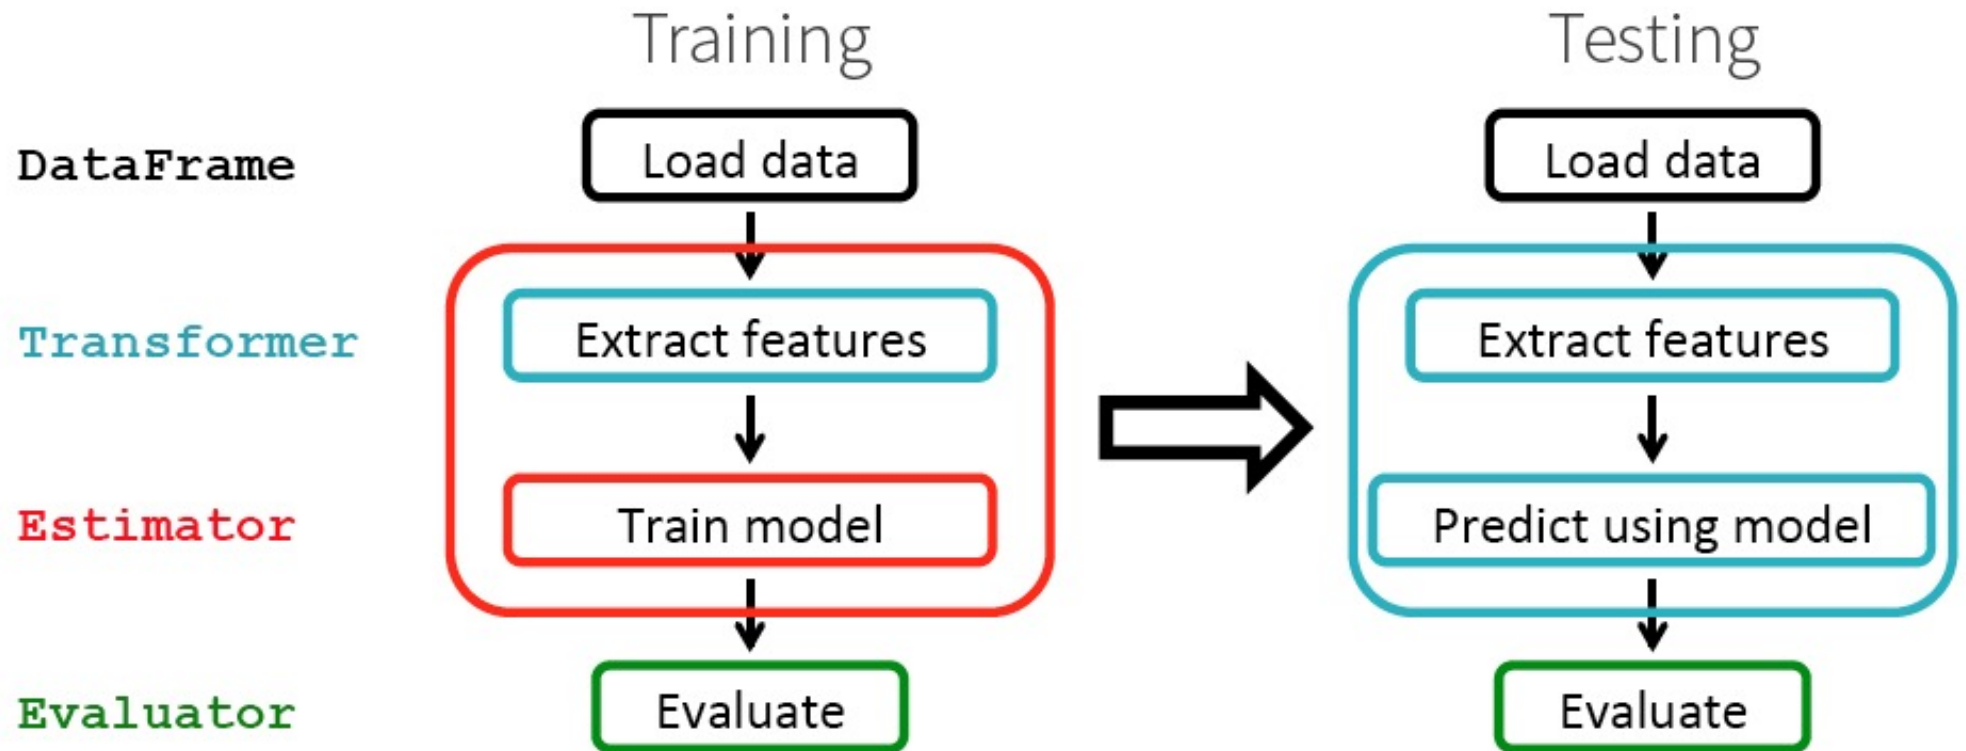 Training Testing
DataFrame Load data Load data
Transformer Extract features Extract features
Estimator Train model Predict using model
Evaluator Evaluate Evaluate